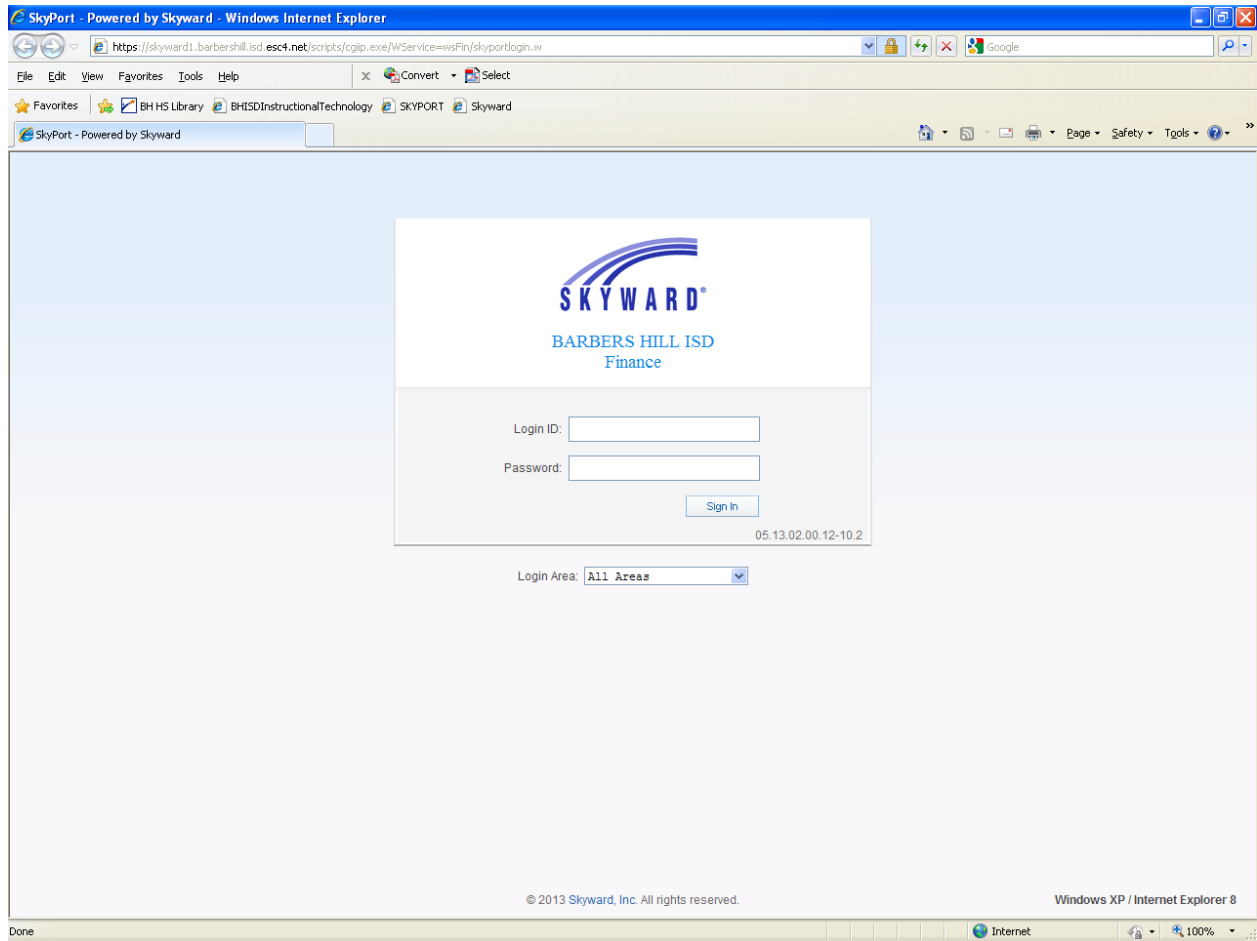 SkyPort - Powered by Skyward - Windows Internet Explorer
https://skyward1.barbershill.isd.esc4.net/scripts/cgiip.exe/WService=wsFin/skyportlogin.w
Google
File Edit View Favorites Tools Help x Convert Select
Favorites BH HS Library BHISDInstructionalTechnology SKYPORT Skyward
SkyPort - Powered by Skyward Page Safety Tools »
SKYWARD®
BARBERS HILL ISD
Finance
Login ID:
Password:
Sign In
05.13.02.00.12-10.2
Login Area: All Areas
© 2013 Skyward, Inc. All rights reserved. Windows XP / Internet Explorer 8
Done Internet 100%